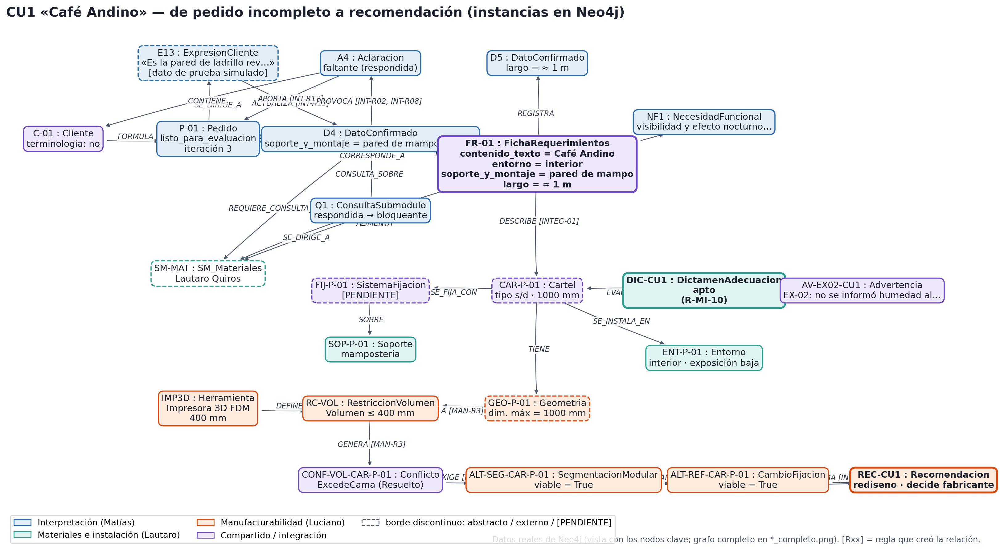 CU1 «Café Andino» — de pedido incompleto a recomendación (instancias en Neo4j)
E13 : ExpresionCliente
«Es la pared de ladrillo rev…»
[dato de prueba simulado]
A4 : Aclaracion
faltante (respondida)
D5 : DatoConfirmado
largo = ≈ 1 m
CONTIENE
SE_DIRIGE_A
APORTA [INT-R12]
ACTUALIZA
PROVOCA [INT-R02, INT-R08]
REGISTRA
NF1 : NecesidadFuncional
visibilidad y efecto nocturno…
C-01 : Cliente
terminología: no
FORMULA
P-01 : Pedido
listo_para_evaluacion
iteración 3
D4 : DatoConfirmado
soporte_y_montaje = pared de mampo
FR-01 : FichaRequerimientos
contenido_texto = Café Andino
entorno = interior
soporte_y_montaje = pared de mampo
largo = ≈ 1 m
CORRESPONDE_A
CONSULTA_SOBRE
REQUIERE_CONSULTA_
Q1 : ConsultaSubmodulo
respondida → bloqueante
ALIMENTA
SE_DIRIGE_A
DESCRIBE [INTEG-01]
SM-MAT : SM_Materiales
Lautaro Quiros
FIJ-P-01 : SistemaFijacion
[PENDIENTE]
SE_FIJA_CON
CAR-P-01 : Cartel
tipo s/d · 1000 mm
DIC-CU1 : DictamenAdecuacion
apto
(R-MI-10)
AV-EX02-CU1 : Advertencia
EX-02: no se informó humedad al…
SOBRE
SE_INSTALA_EN
SOP-P-01 : Soporte
mamposteria
TIENE
ENT-P-01 : Entorno
interior · exposición baja
IMP3D : Herramienta
Impresora 3D FDM
400 mm
DEFINE
RC-VOL : RestriccionVolumen
Volumen ≤ 400 mm
LA [MAN-R3]
GEO-P-01 : Geometria
dim. máx = 1000 mm
GENERA [MAN-R3]
CONF-VOL-CAR-P-01 : Conflicto
ExcedeCama (Resuelto)
ALT-SEG-CAR-P-01 : SegmentacionModular
viable = True
ALT-REF-CAR-P-01 : CambioFijacion
viable = True
REC-CU1 : Recomendacion
rediseno · decide fabricante
Interpretación (Matías)
Materiales e instalación (Lautaro)
Manufacturabilidad (Luciano)
Compartido / integración
borde discontinuo: abstracto / externo / [PENDIENTE]
Datos reales de Neo4j (vista con los nodos clave; grafo completo en *_completo.png). [Rxx] = regla que creó la relación.